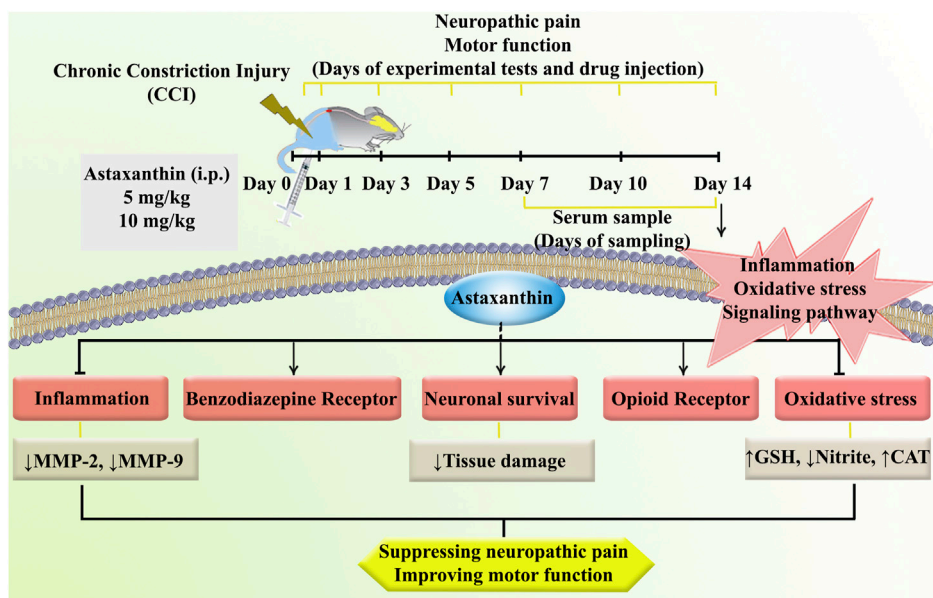 Neuropathic pain
Motor function
(Days of experimental tests and drug injection)
Chronic Constriction Injury
(CCI)
Astaxanthin (i.p.)
5 mg/kg
10 mg/kg
Day 0 Day 1 Day 3 Day 5 Day 7 Day 10 Day 14
Serum sample
(Days of sampling)
Inflammation
Oxidative stress
Signaling pathway
Astaxanthin
Inflammation Benzodiazepine Receptor Neuronal survival Opioid Receptor Oxidative stress
↓MMP-2, ↓MMP-9 ↓Tissue damage ↑GSH, ↓Nitrite, ↑CAT
Suppressing neuropathic pain
Improving motor function